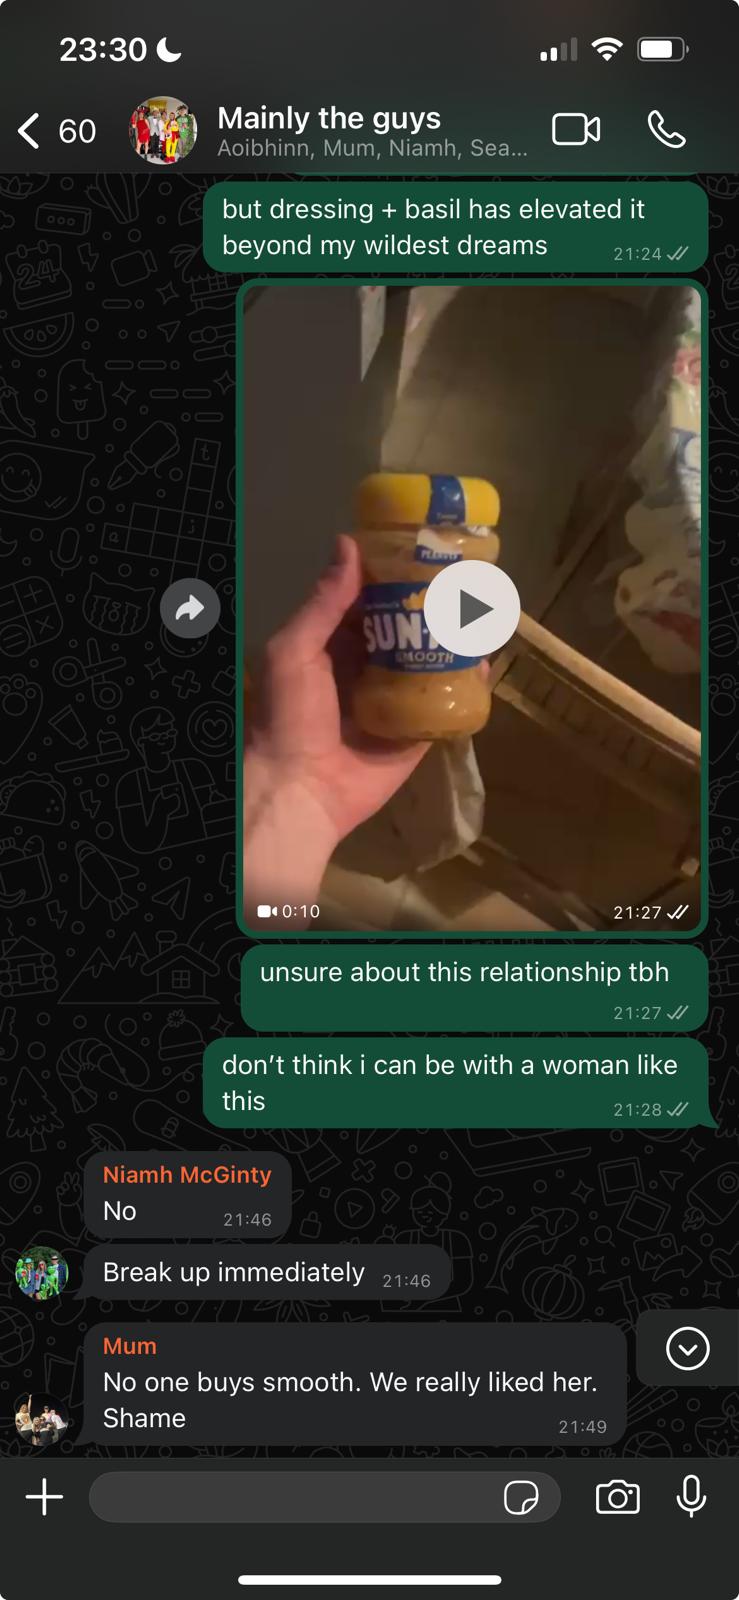 23:30
60
Mainly the guys
Aoibhinn, Mum, Niamh, Sea...
but dressing + basil has elevated it
beyond my wildest dreams
21:24
SUN
SMOOTH
0:10
21:27
unsure about this relationship tbh
21:27
don't think i can be with a woman like
this
21:28
Niamh McGinty
No
21:46
Break up immediately
21:46
Mum
No one buys smooth. We really liked her.
Shame
21:49